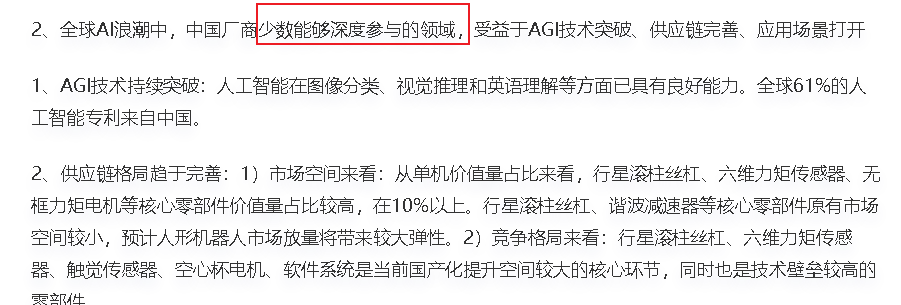 2、全球AI浪潮中，中国厂商少数能够深度参与的领域，受益于AGI技术突破、供应链完善、应用场景打开
1、AGI技术持续突破：人工智能在图像分类、视觉推理和英语理解等方面已具有良好能力。全球61%的人
工智能专利来自中国。
2、供应链格局趋于完善：1）市场空间来看：从单机价值量占比来看，行星滚柱丝杠、六维力矩传感器、无
框力矩电机等核心零部件价值量占比较高，在10%以上。行星滚柱丝杠、谐波减速器等核心零部件原有市场
空间较小，预计人形机器人市场放量将带来较大弹性。2）竞争格局来看：行星滚柱丝杠、六维力矩传感
器、触觉传感器、空心杯电机、软件系统是当前国产化提升空间较大的核心环节，同时也是技术壁垒较高的
零部件